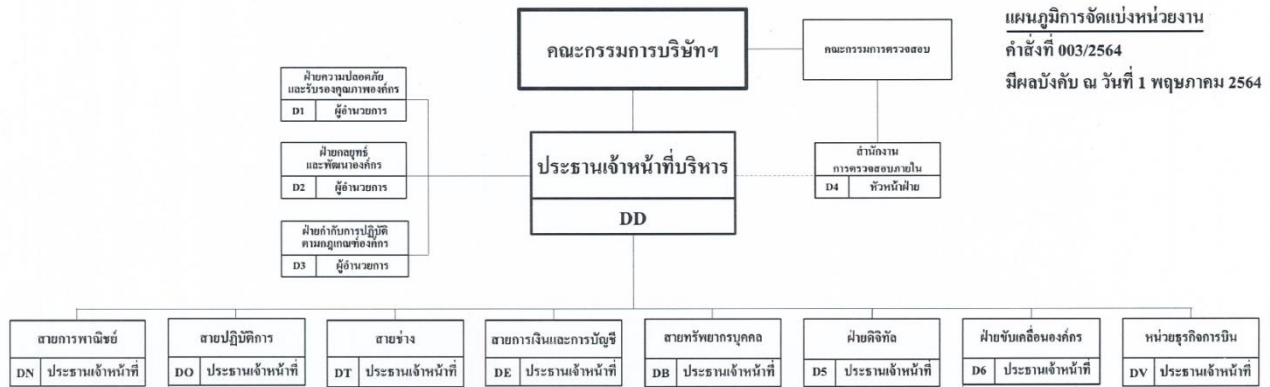 แผนภูมิการจัดแบ่งหน่วยงาน
คำสั่งที่ 003/2564
มีผลบังคับ ณ วันที่ 1 พฤษภาคม 2564
คณะกรรมการบริษัทฯ
คณะกรรมการตรวจสอบ
ฝ่ายความปลอดภัย
และรับรองคุณภาพองค์กร
D1 ผู้อำนวยการ
ฝ่ายกลยุทธ์
และพัฒนาองค์กร
D2 ผู้อำนวยการ
ฝ่ายกำกับการปฏิบัติ
ตามกฎเกณฑ์องค์กร
D3 ผู้อำนวยการ
ประธานเจ้าหน้าที่บริหาร
DD
สำนักงาน
การตรวจสอบภายใน
D4 หัวหน้าฝ่าย
สายการพาณิชย์
DN ประธานเจ้าหน้าที่
สายปฏิบัติการ
DO ประธานเจ้าหน้าที่
สายช่าง
DT ประธานเจ้าหน้าที่
สายการเงินและการบัญชี
DE ประธานเจ้าหน้าที่
สายทรัพยากรบุคคล
DB ประธานเจ้าหน้าที่
ฝ่ายดิจิทัล
D5 ประธานเจ้าหน้าที่
ฝ่ายขับเคลื่อนองค์กร
D6 ประธานเจ้าหน้าที่
หน่วยธุรกิจการบิน
DV ประธานเจ้าหน้าที่